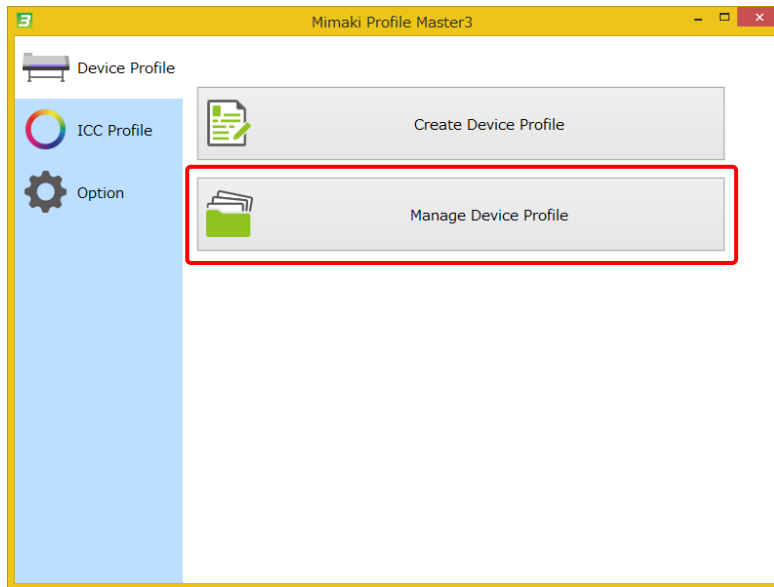 3 Mimaki Profile Master3
Device Profile
ICC Profile
Option
Create Device Profile
Manage Device Profile